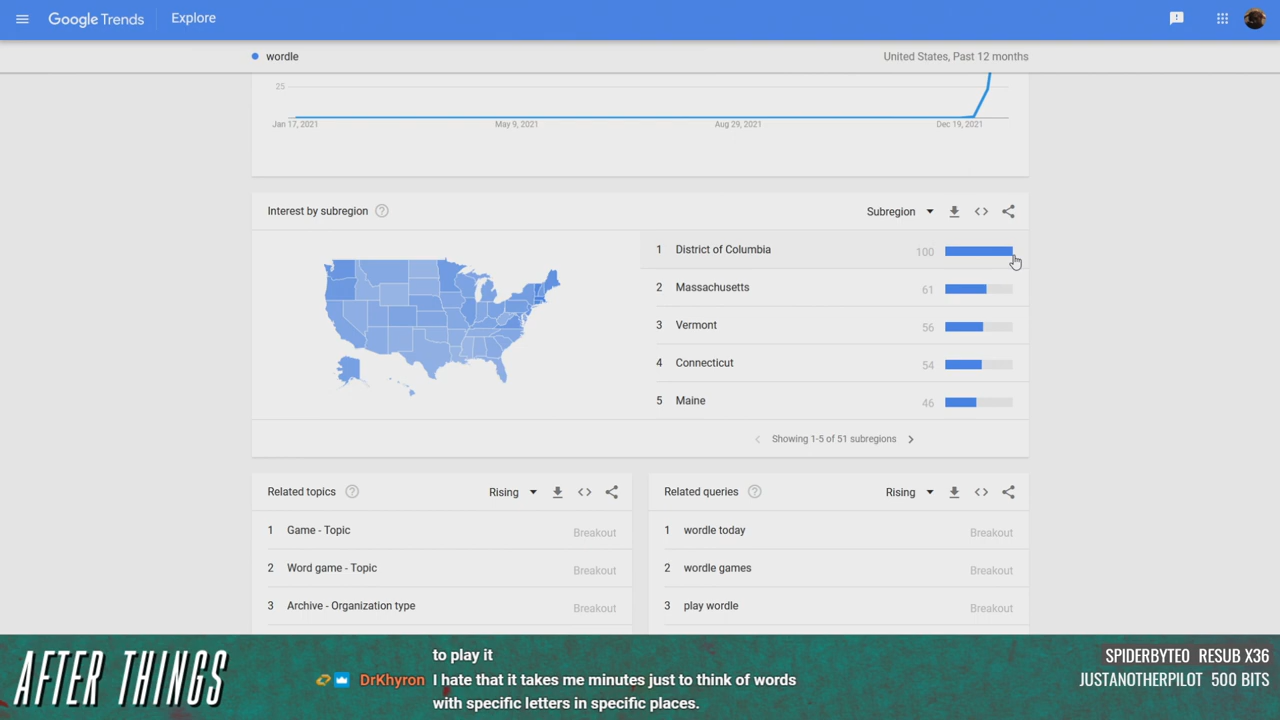 Google Trends Explore
wordle United States, Past 12 months
25
Jan 17, 2021 May 9, 2021 Aug 29, 2021 Dec 19, 2021
Interest by subregion Subregion
1 District of Columbia 100
2 Massachusetts 61
3 Vermont 56
4 Connecticut 54
5 Maine 46
Showing 1-5 of 51 subregions
Related topics Rising
1 Game - Topic Breakout
2 Word game - Topic Breakout
3 Archive - Organization type Breakout
Related queries Rising
1 wordle today Breakout
2 wordle games Breakout
3 play wordle Breakout
AFTER THINGS
to play it
DrKhyron I hate that it takes me minutes just to think of words
with specific letters in specific places.
SPIDERBYTE0 RESUB X36
JUSTANOTHERPILOT 500 BITS